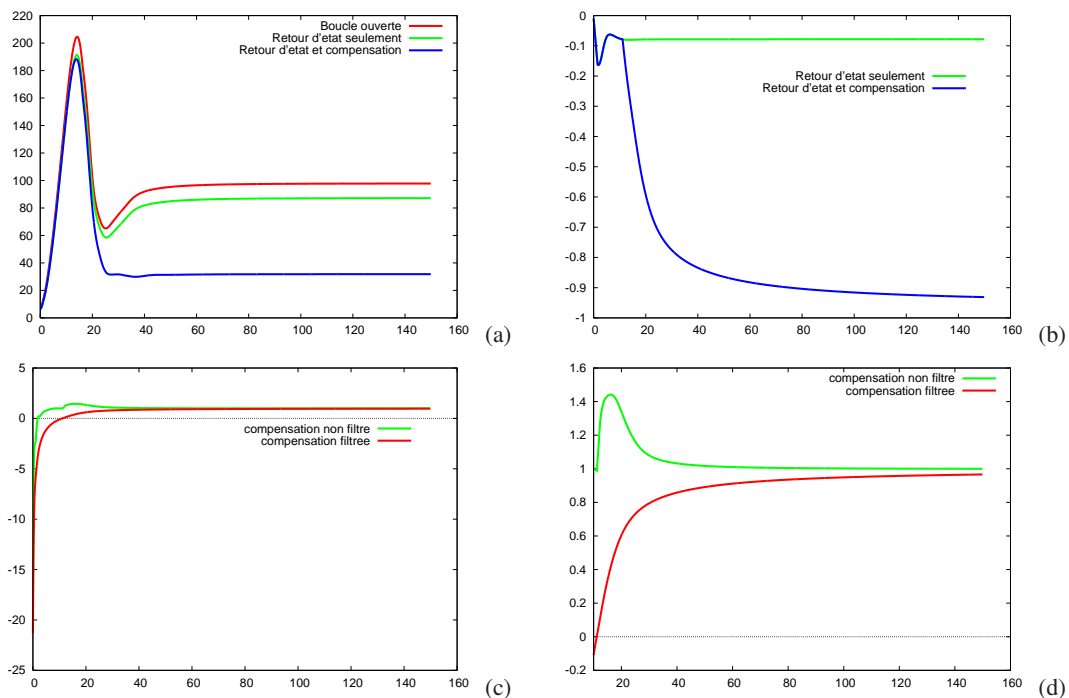 220
200
180
160
140
120
100
80
60
40
20
0
0 20 40 60 80 100 120 140 160
Boucle ouverte
Retour d'etat seulement
Retour d'etat et compensation
(a)
0
-0.1
-0.2
-0.3
-0.4
-0.5
-0.6
-0.7
-0.8
-0.9
-1
0 20 40 60 80 100 120 140 160
Retour d'etat seulement
Retour d'etat et compensation
(b)
5
0
-5
-10
-15
-20
-25
0 20 40 60 80 100 120 140 160
compensation non filtre
compensation filtree
(c)
1.6
1.4
1.2
1
0.8
0.6
0.4
0.2
0
-0.2
20 40 60 80 100 120 140 160
compensation non filtre
compensation filtree
(d)